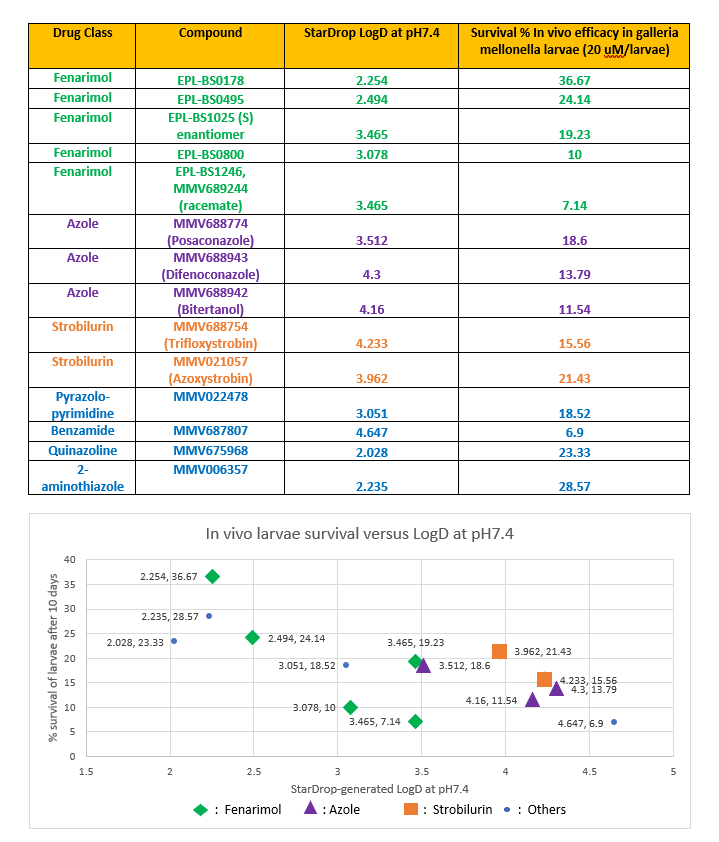 Drug Class
Compound
StarDrop LogD at pH7.4
Survival % In vivo efficacy in galleria
mellonella larvae (20 uM/larvae)
Fenarimol
EPL-BS0178
2.254
36.67
Fenarimol
EPL-BS0495
2.494
24.14
Fenarimol
EPL-BS1025 (S)
enantiomer
3.465
19.23
Fenarimol
EPL-BS0800
3.078
10
Fenarimol
EPL-BS1246,
MMV689244
(racemate)
3.465
7.14
Azole
MMV688774
(Posaconazole)
3.512
18.6
Azole
MMV688943
(Difenoconazole)
4.3
13.79
Azole
MMV688942
(Bitertanol)
4.16
11.54
Strobilurin
MMV688754
(Trifloxystrobin)
4.233
15.56
Strobilurin
MMV021057
(Azoxystrobin)
3.962
21.43
Pyrazolo-
pyrimidine
MMV022478
3.051
18.52
Benzamide
MMV687807
4.647
6.9
Quinazoline
MMV675968
2.028
23.33
2-
aminothiazole
MMV006357
2.235
28.57
In vivo larvae survival versus LogD at pH7.4
% survival of larvae after 10 days
40
35
30
25
20
15
10
5
0
2.254, 36.67
2.235, 28.57
2.028, 23.33
2.494, 24.14
3.465, 19.23
3.962, 21.43
3.051, 18.52
3.512, 18.6
4.233, 15.56
4.3, 13.79
4.16, 11.54
3.078, 10
3.465, 7.14
4.647, 6.9
1.5
2
2.5
3
3.5
4
4.5
5
StarDrop-generated LogD at pH7.4
: Fenarimol
: Azole
: Strobilurin
: Others